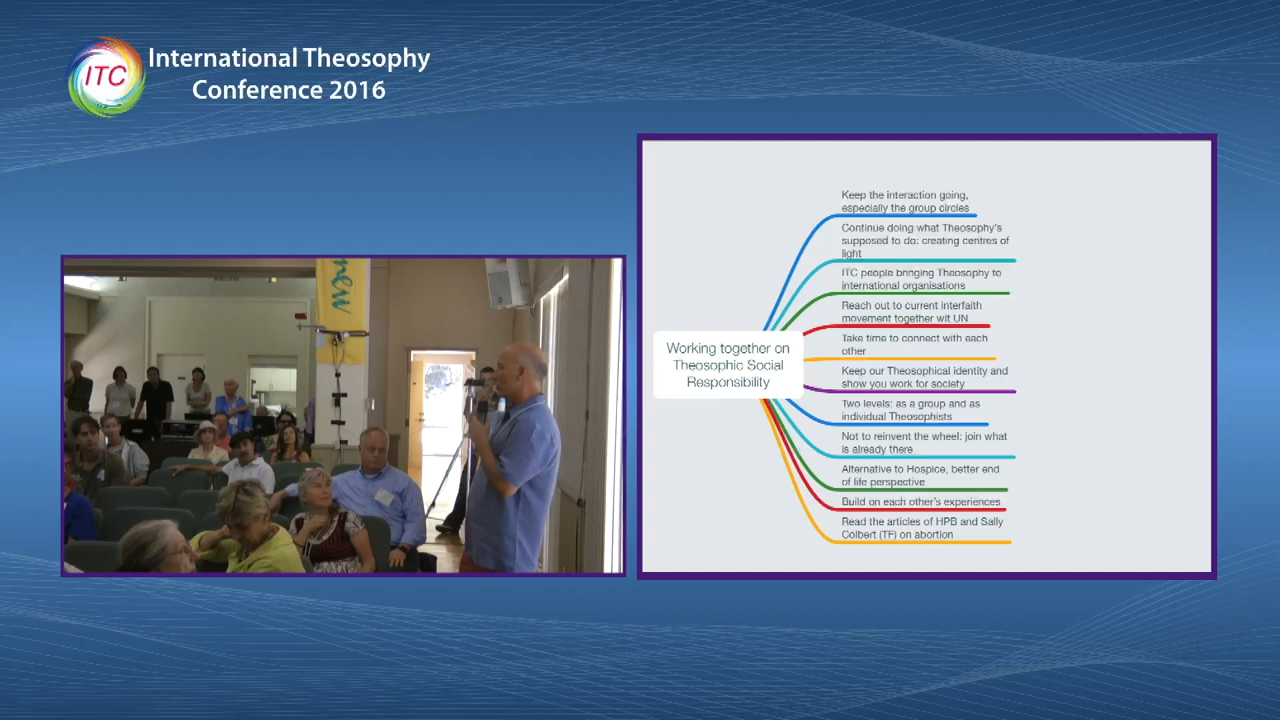 ITC
International Theosophy
Conference 2016
new
Working together on
Theosophic Social
Responsibility
Keep the interaction going,
especially the group circles
Continue doing what Theosophy's
supposed to do: creating centres of
light
ITC people bringing Theosophy to
international organisations
Reach out to current interfaith
movement together wit UN
Take time to connect with each
other
Keep our Theosophical identity and
show you work for society
Two levels: as a group and as
individual Theosophists
Not to reinvent the wheel: join what
is already there
Alternative to Hospice, better end
of life perspective
Build on each other's experiences
Read the articles of HPB and Sally
Colbert (TF) on abortion